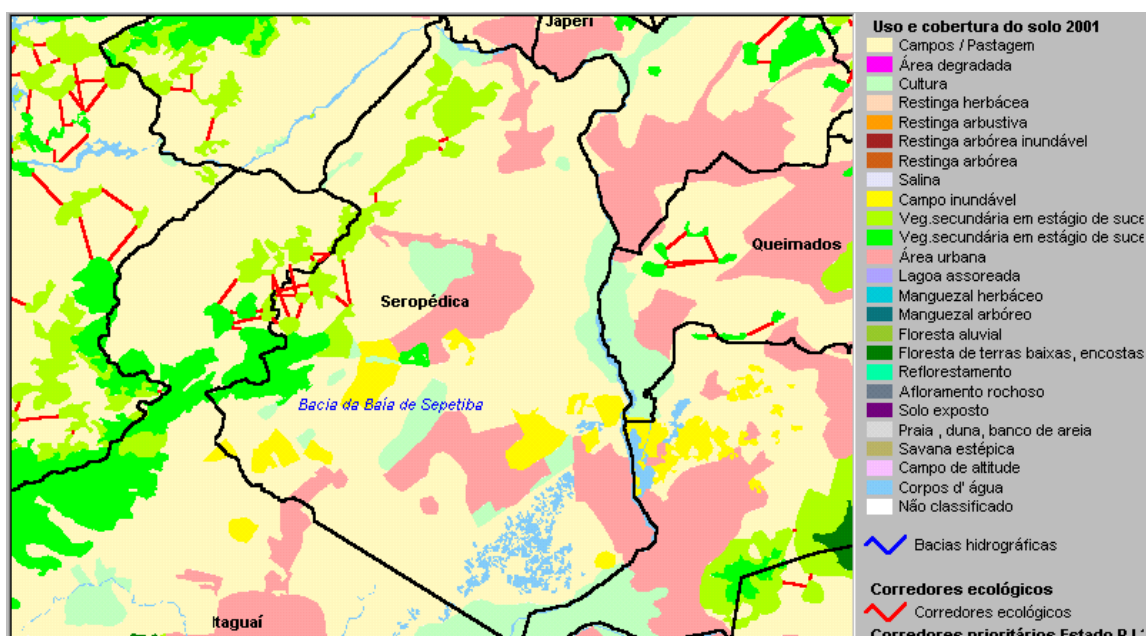 Japeri
Queimados
Seropédica
Bacia da Baía de Sepetiba
Itaguaí
Uso e cobertura do solo 2001
Campos / Pastagem
Área degradada
Cultura
Restinga herbácea
Restinga arbustiva
Restinga arbórea inundável
Restinga arbórea
Salina
Campo inundável
Veg.secundária em estágio de suce
Veg.secundária em estágio de suce
Área urbana
Lagoa assoreada
Manguezal herbáceo
Manguezal arbóreo
Floresta aluvial
Floresta de terras baixas, encostas
Reflorestamento
Afloramento rochoso
Solo exposto
Praia , duna, banco de areia
Savana estépica
Campo de altitude
Corpos d' água
Não classificado
Bacias hidrográficas
Corredores ecológicos
Corredores ecológicos
Corredores prioritários Estado RJ